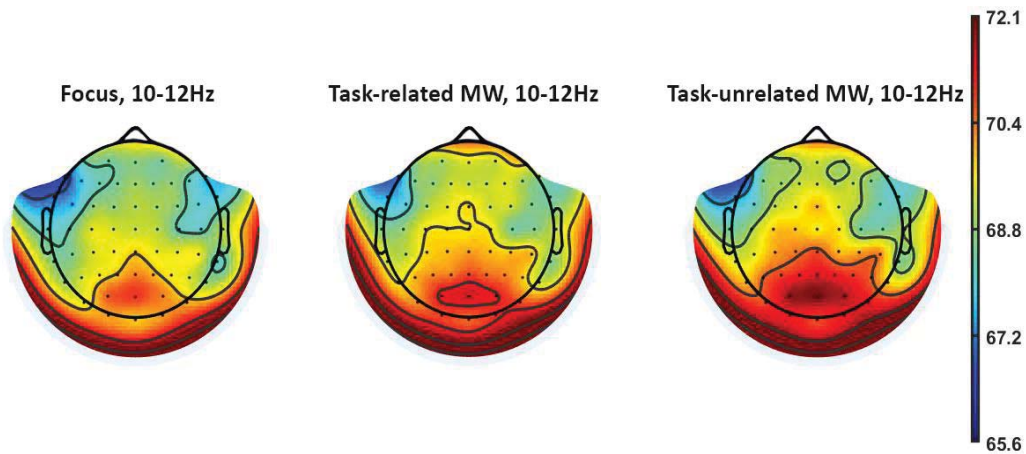 Focus, 10-12Hz
Task-related MW, 10-12Hz
Task-unrelated MW, 10-12Hz
72.1
70.4
68.8
67.2
65.6